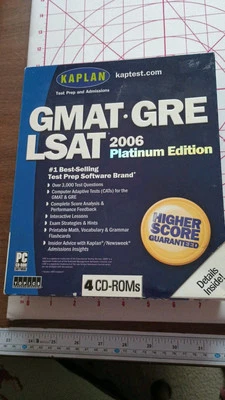 KAPLAN kaptest.com
Test Prep and Admissions
GMAT·GRE
LSAT 2006
Platinum Edition
#1 Best-Selling
Test Prep Software Brand
Over 3,000 Test Questions
Computer Adaptive Tests (CATs) for the
GMAT & GRE
Complete Score Analysis &
Performance Feedback
Interactive Lessons
Exam Strategies & Hints
Printable Math, Vocabulary & Grammar
Flashcards
Insider Advice with Kaplan/Newsweek
Admissions Insights
HIGHER
SCORE
GUARANTEED
Details
Inside!
PC
4 CD-ROMs